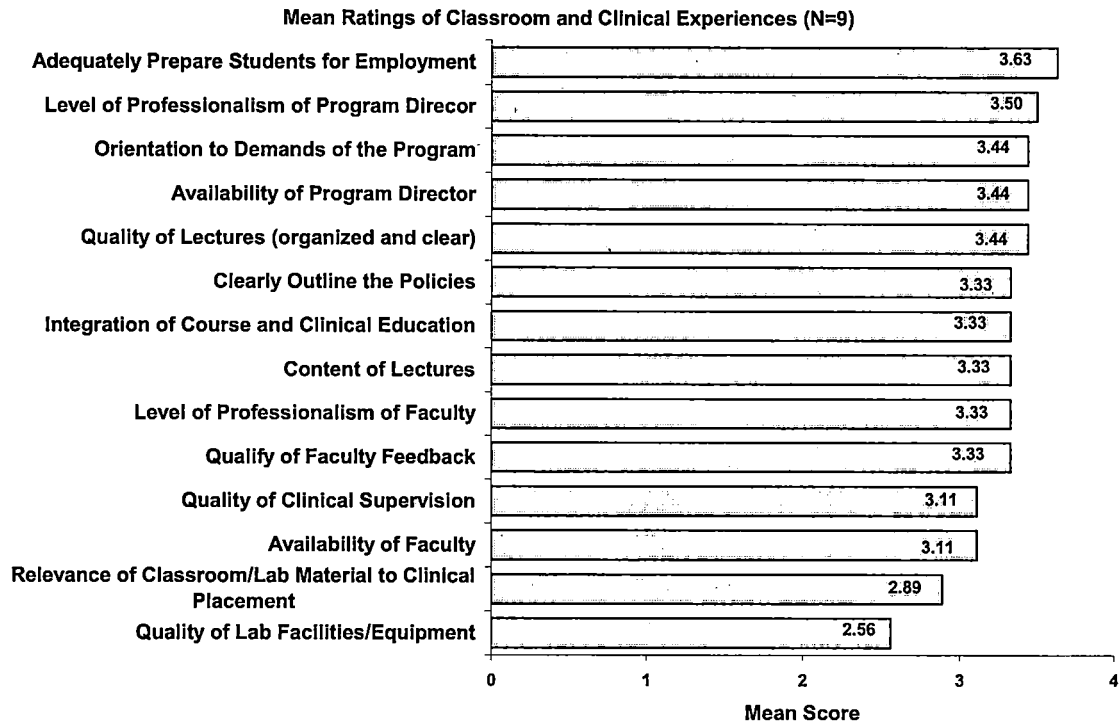 Mean Ratings of Classroom and Clinical Experiences (N=9)
Adequately Prepare Students for Employment 3.63
Level of Professionalism of Program Direcor 3.50
Orientation to Demands of the Program 3.44
Availability of Program Director 3.44
Quality of Lectures (organized and clear) 3.44
Clearly Outline the Policies 3.33
Integration of Course and Clinical Education 3.33
Content of Lectures 3.33
Level of Professionalism of Faculty 3.33
Qualify of Faculty Feedback 3.33
Quality of Clinical Supervision 3.11
Availability of Faculty 3.11
Relevance of Classroom/Lab Material to Clinical
Placement 2.89
Quality of Lab Facilities/Equipment 2.56
0 1 2 3 4
Mean Score